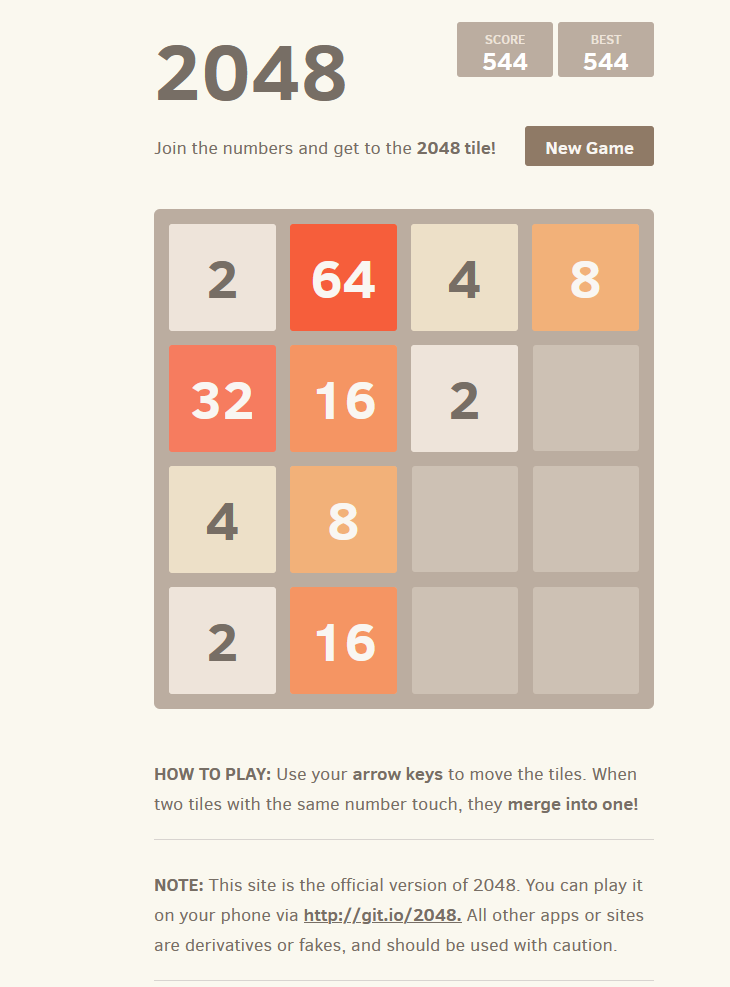 2048
SCORE
544
BEST
544
Join the numbers and get to the 2048 tile!
New Game
2 64 4 8
32 16 2
4 8
2 16
HOW TO PLAY: Use your arrow keys to move the tiles. When
two tiles with the same number touch, they merge into one!
NOTE: This site is the official version of 2048. You can play it
on your phone via http://git.io/2048. All other apps or sites
are derivatives or fakes, and should be used with caution.